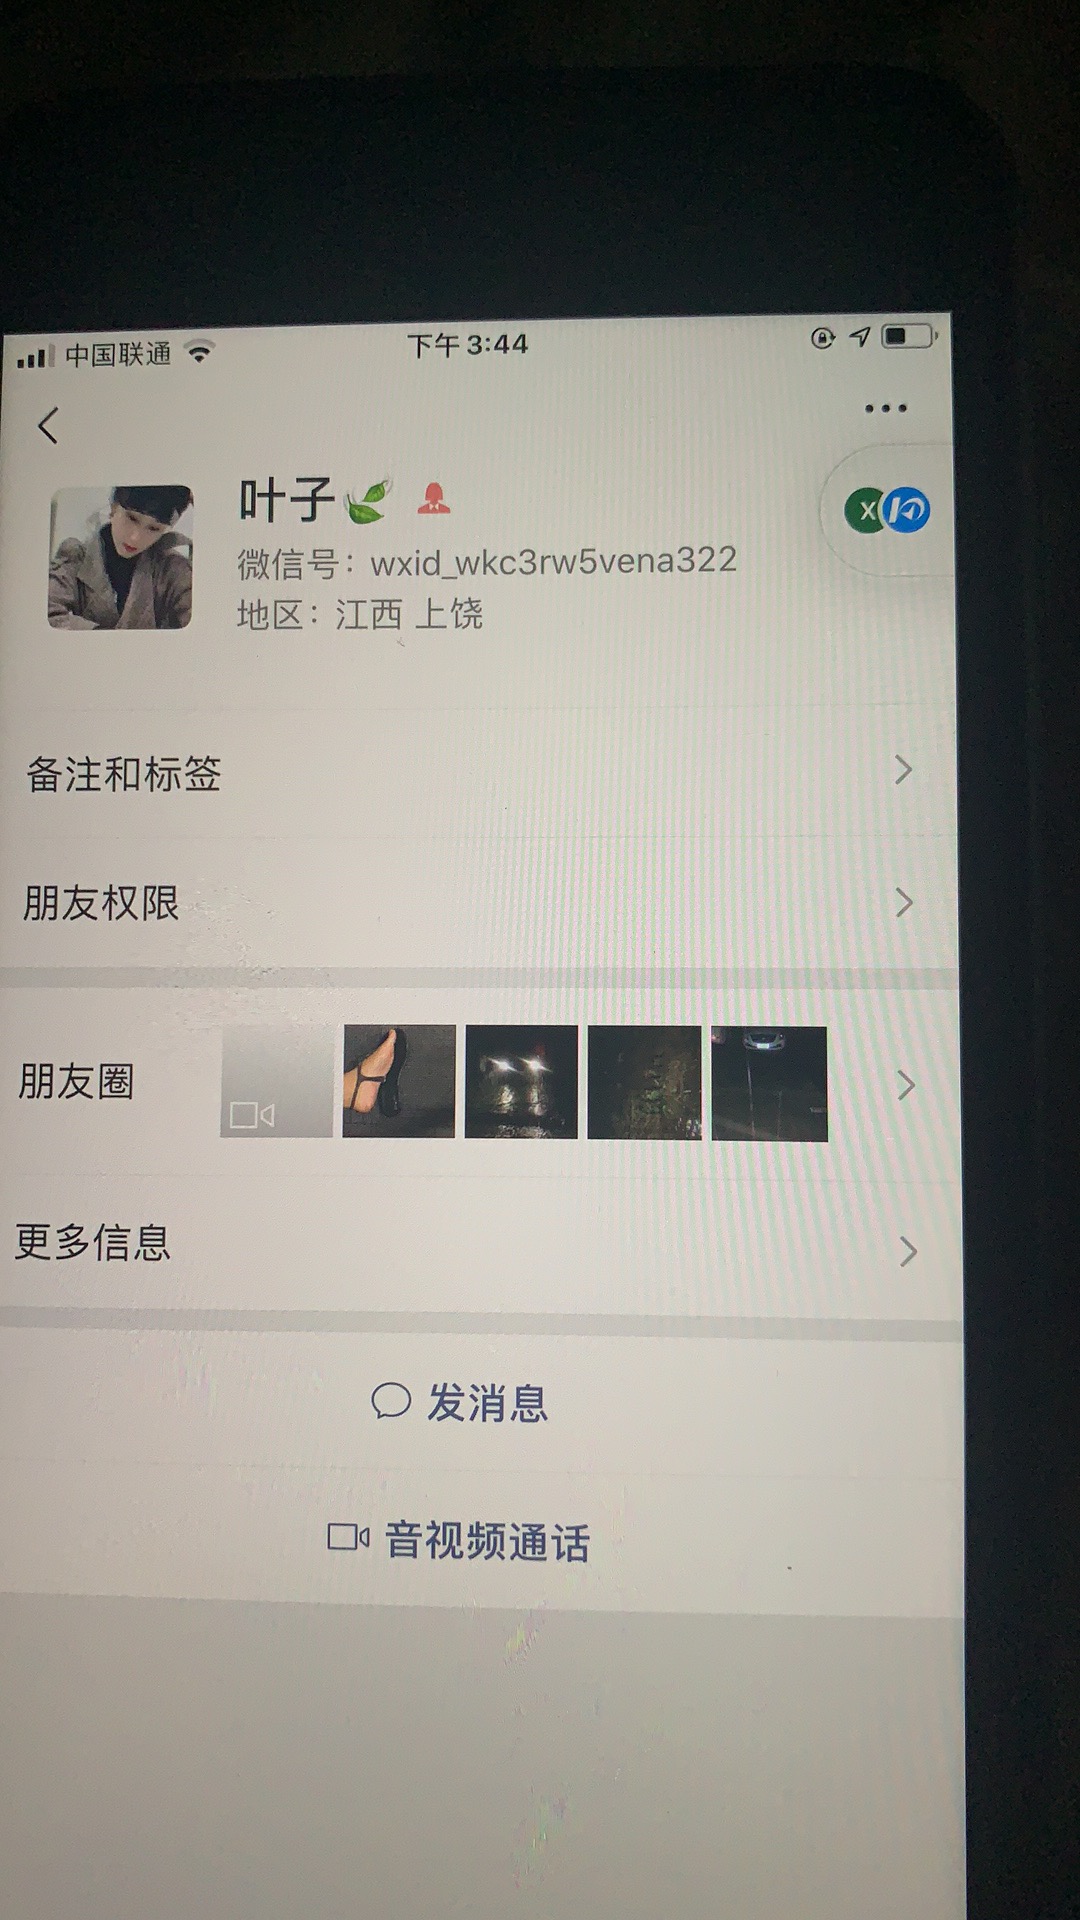 中国联通
下午3:44
叶子
微信号：wxid_wkc3rw5vena322
地区：江西 上饶
X
备注和标签
朋友权限
朋友圈
更多信息
发消息
音视频通话